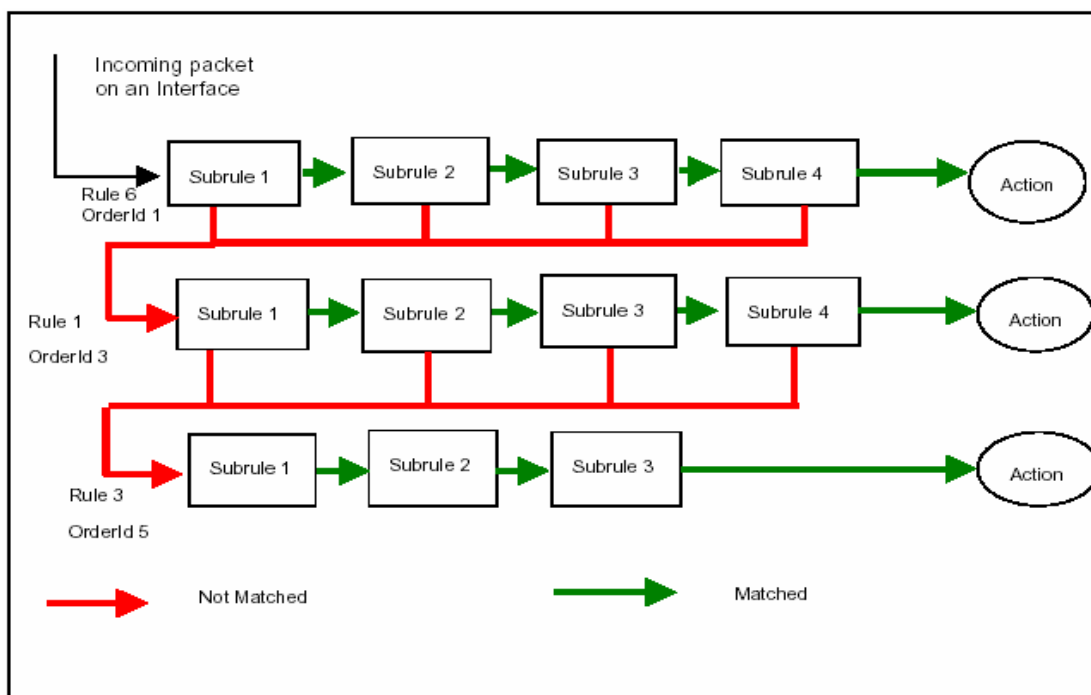 Incoming packet
on an Interface
Subrule 1
Subrule 2
Subrule 3
Subrule 4
Action
Rule 6
OrderId 1
Subrule 1
Subrule 2
Subrule 3
Subrule 4
Action
Rule 1
OrderId 3
Subrule 1
Subrule 2
Subrule 3
Action
Rule 3
OrderId 5
Not Matched
Matched